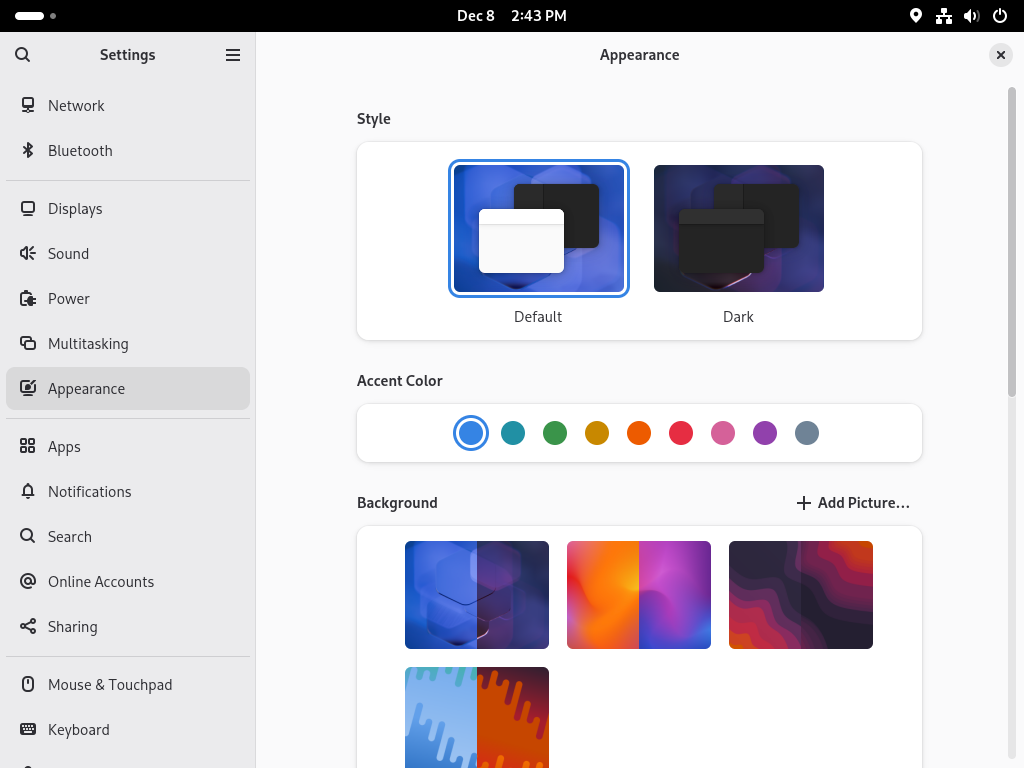 Dec 8 2:43 PM
Settings
Appearance
Network
Bluetooth
Displays
Sound
Power
Multitasking
Appearance
Apps
Notifications
Search
Online Accounts
Sharing
Mouse & Touchpad
Keyboard
Style
Default
Dark
Accent Color
Background
Add Picture…